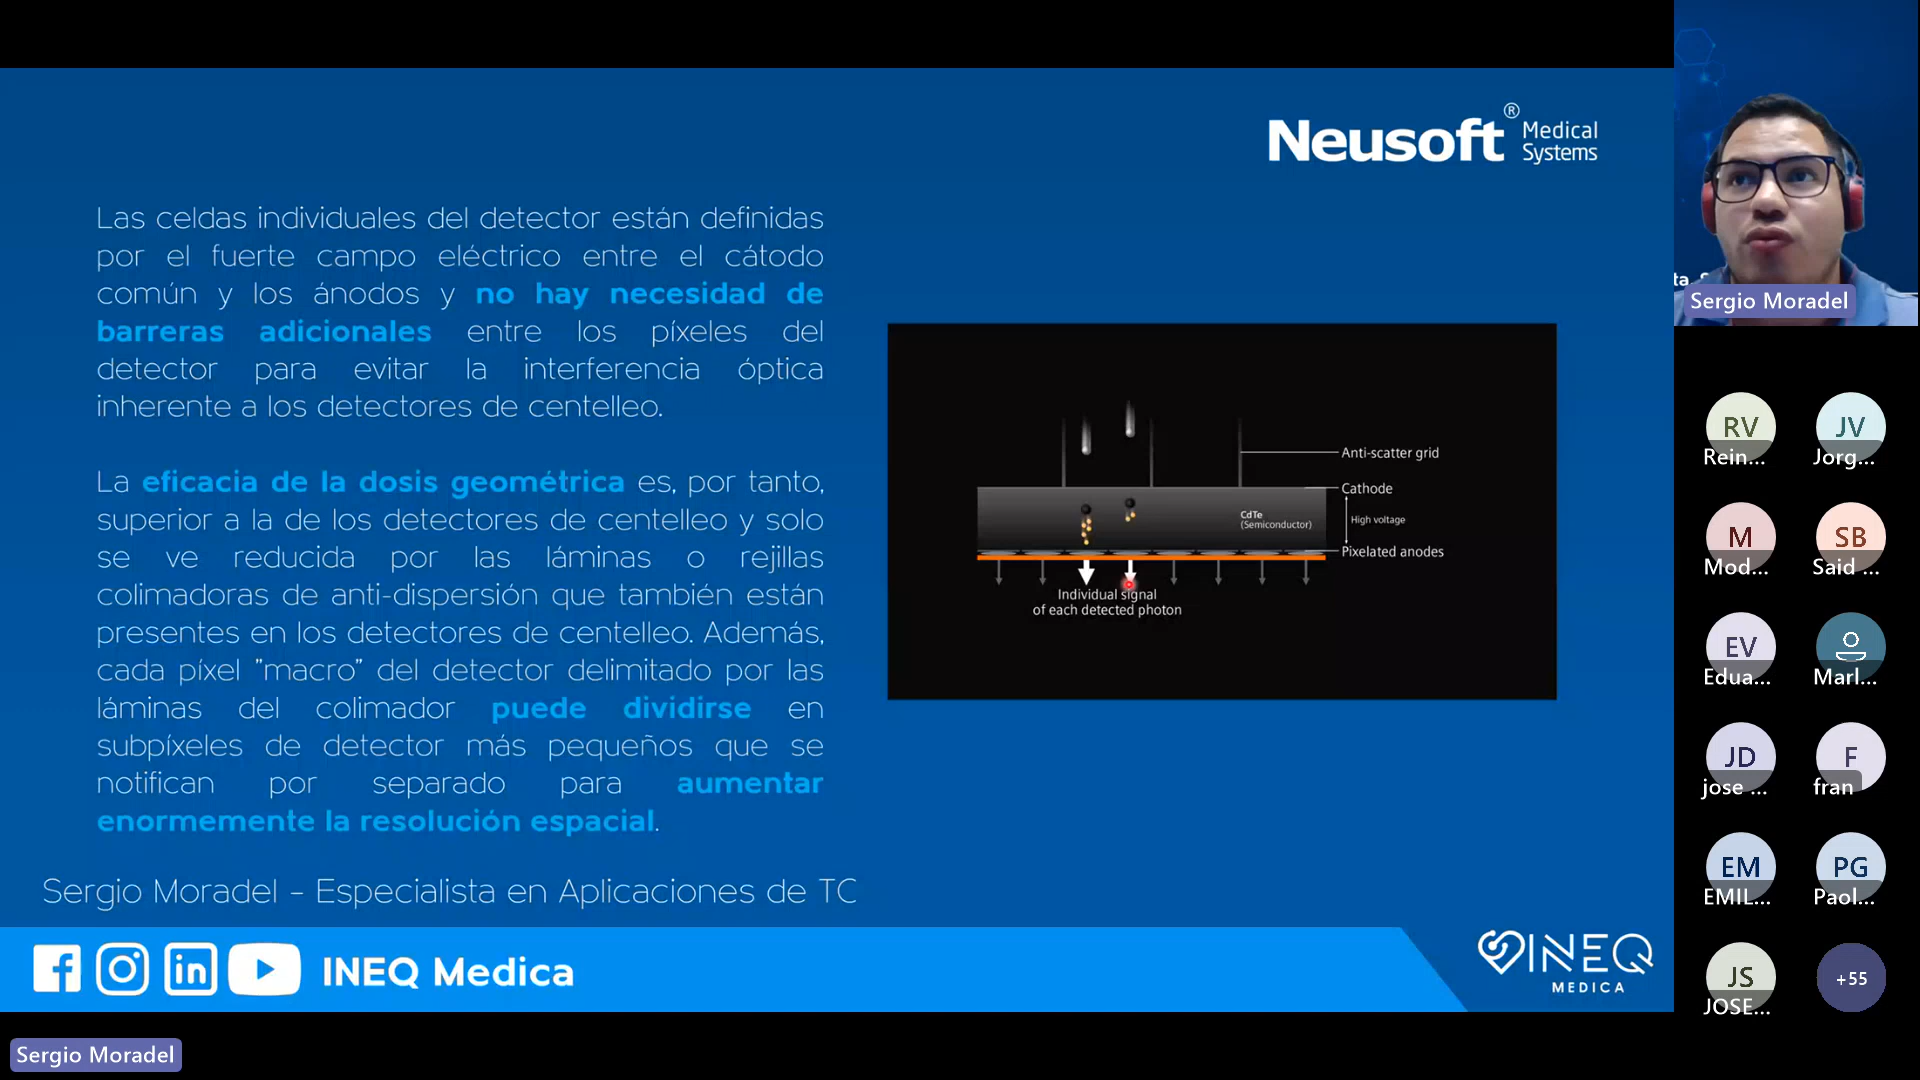 Neusoft® Medical
Systems
Las celdas individuales del detector están definidas
por el fuerte campo eléctrico entre el cátodo
común y los ánodos y no hay necesidad de
barreras adicionales entre los píxeles del
detector para evitar la interferencia óptica
inherente a los detectores de centelleo.
La eficacia de la dosis geométrica es, por tanto,
superior a la de los detectores de centelleo y solo
se ve reducida por las láminas o rejillas
colimadoras de anti-dispersión que también están
presentes en los detectores de centelleo. Además,
cada píxel "macro" del detector delimitado por las
láminas del colimador puede dividirse en
subpíxeles de detector más pequeños que se
notifican por separado para aumentar
enormemente la resolución espacial.
Anti-scatter grid
Cathode
CdTe
(Semiconductor)
High voltage
Pixelated anodes
Individual signal
of each detected photon
Sergio Moradel – Especialista en Aplicaciones de TC
INEQ Medica
INEQ
MEDICA
Sergio Moradel
ta
Sergio Moradel
RV
Rein...
JV
Jorg...
M
Mod...
SB
Said ...
EV
Edua...
Marl...
JD
jose ...
F
fran
EM
EMIL...
PG
Paol...
JS
JOSE...
+55